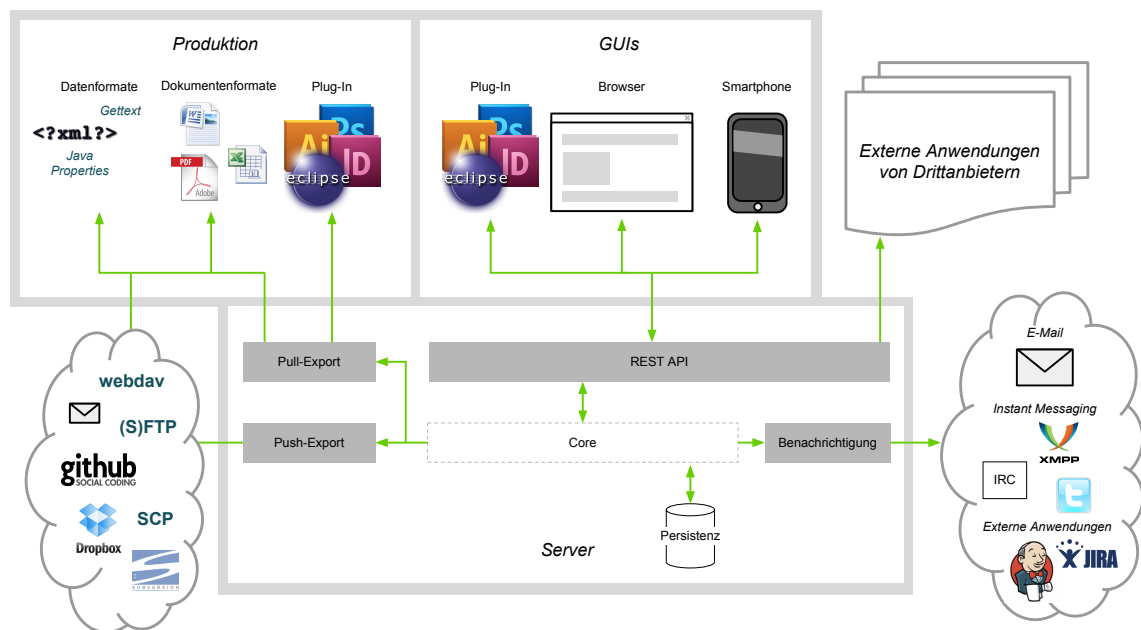 Produktion
Datenformate
Dokumentenformate
Plug-In
Gettext
<?xml?>
Java
Properties
W
PDF
Adobe
X
Ps
Ai
ID
eclipse
GUIs
Plug-In
Browser
Smartphone
Ps
Ai
ID
eclipse
x
Externe Anwendungen
von Drittanbietern
Pull-Export
REST API
Push-Export
Core
Benachrichtigung
Persistenz
Server
webdav
(S)FTP
github
SOCIAL CODING
SCP
Dropbox
SUBVERSION
E-Mail
Instant Messaging
XMPP
IRC
t
Externe Anwendungen
JIRA